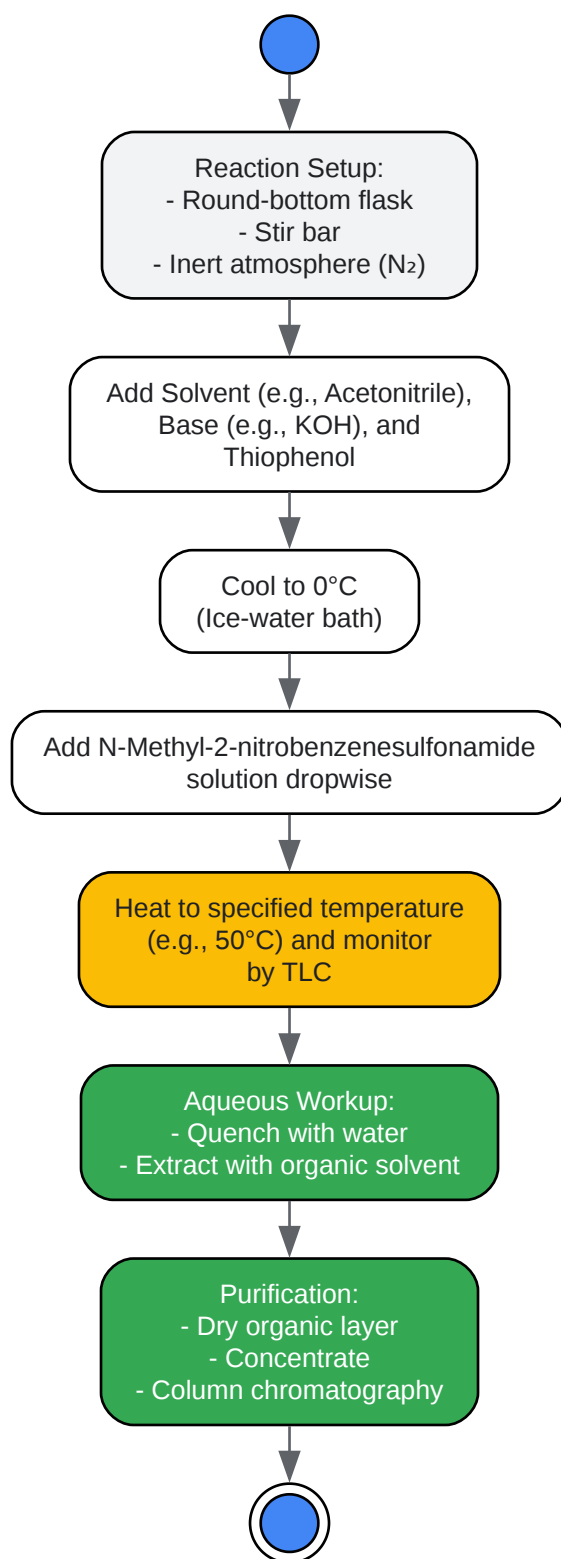 Reaction Setup:
- Round-bottom flask
- Stir bar
- Inert atmosphere (N₂)
Add Solvent (e.g., Acetonitrile),
Base (e.g., KOH), and
Thiophenol
Cool to 0°C
(Ice-water bath)
Add N-Methyl-2-nitrobenzenesulfonamide
solution dropwise
Heat to specified temperature
(e.g., 50°C) and monitor
by TLC
Aqueous Workup:
- Quench with water
- Extract with organic solvent
Purification:
- Dry organic layer
- Concentrate
- Column chromatography